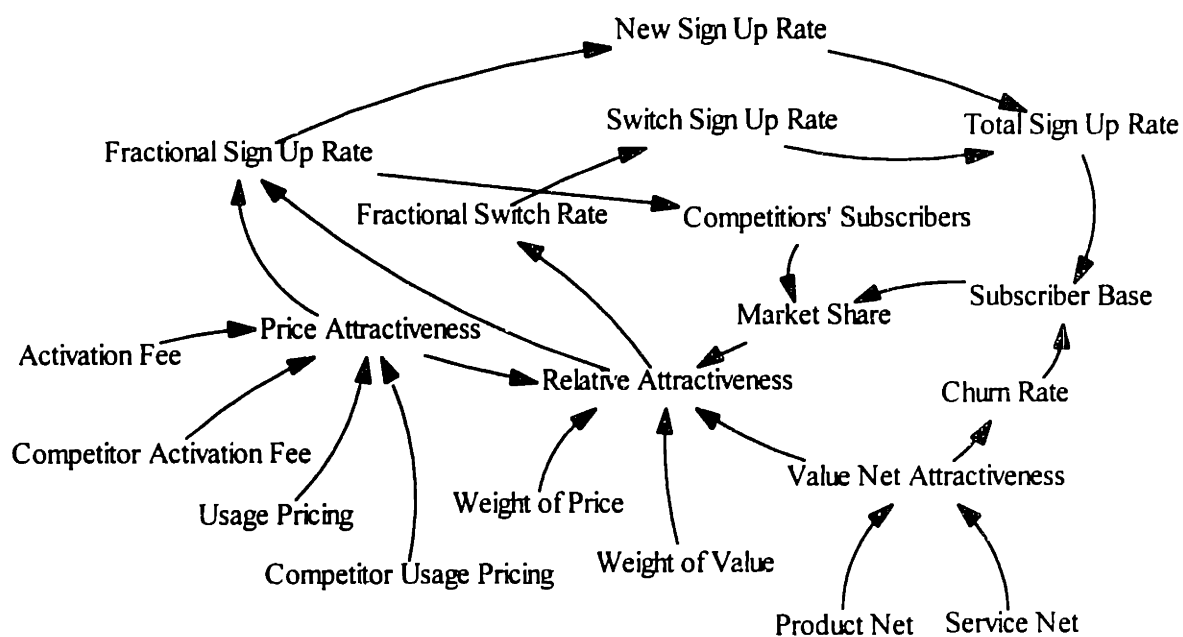 New Sign Up Rate
Switch Sign Up Rate
Total Sign Up Rate
Fractional Sign Up Rate
Fractional Switch Rate
Competitiors' Subscribers
Subscriber Base
Market Share
Price Attractiveness
Activation Fee
Relative Attractiveness
Churn Rate
Competitor Activation Fee
Value Net Attractiveness
Weight of Price
Usage Pricing
Weight of Value
Competitor Usage Pricing
Product Net
Service Net